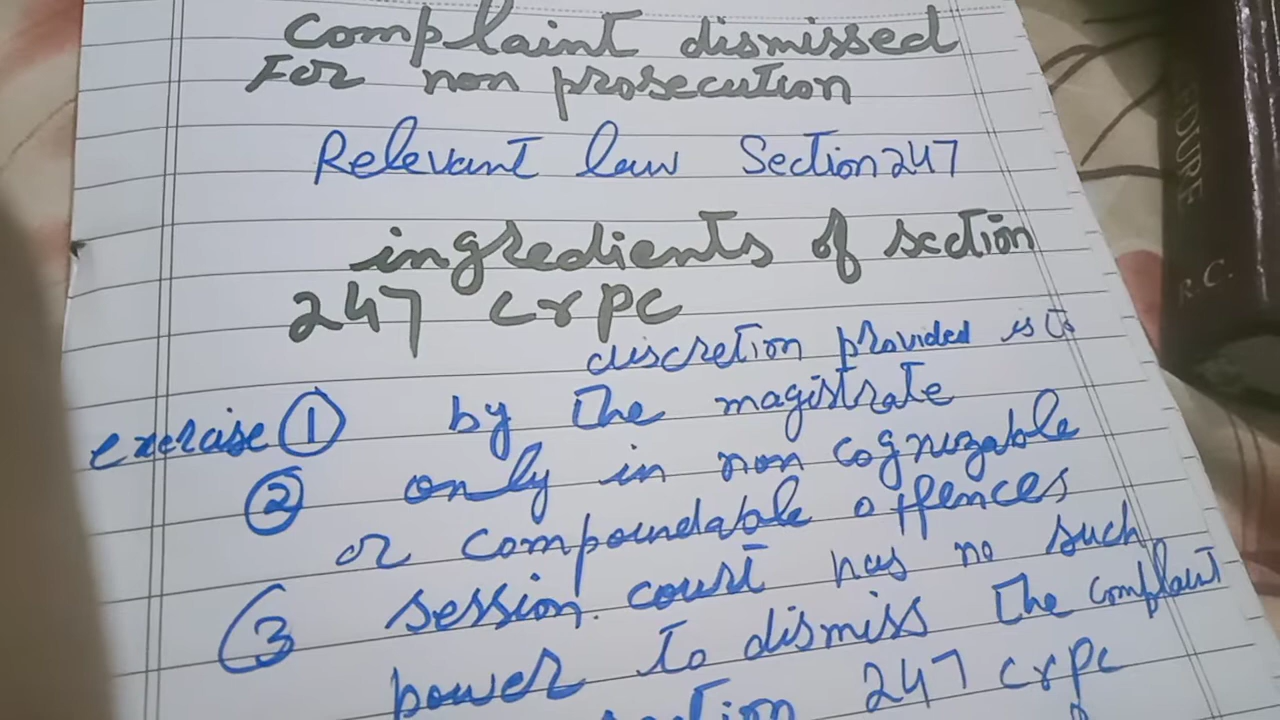 Complaint dismissed
For non prosecution
Relevant law Section 247
ingredients of section
247 crpc
discretion provided is to
exercise ① by the magistrate
② only in non cognizable
or compoundable offences
3 session court has no such
power to dismiss the complaint
247 crpc
EDURE
R.C.